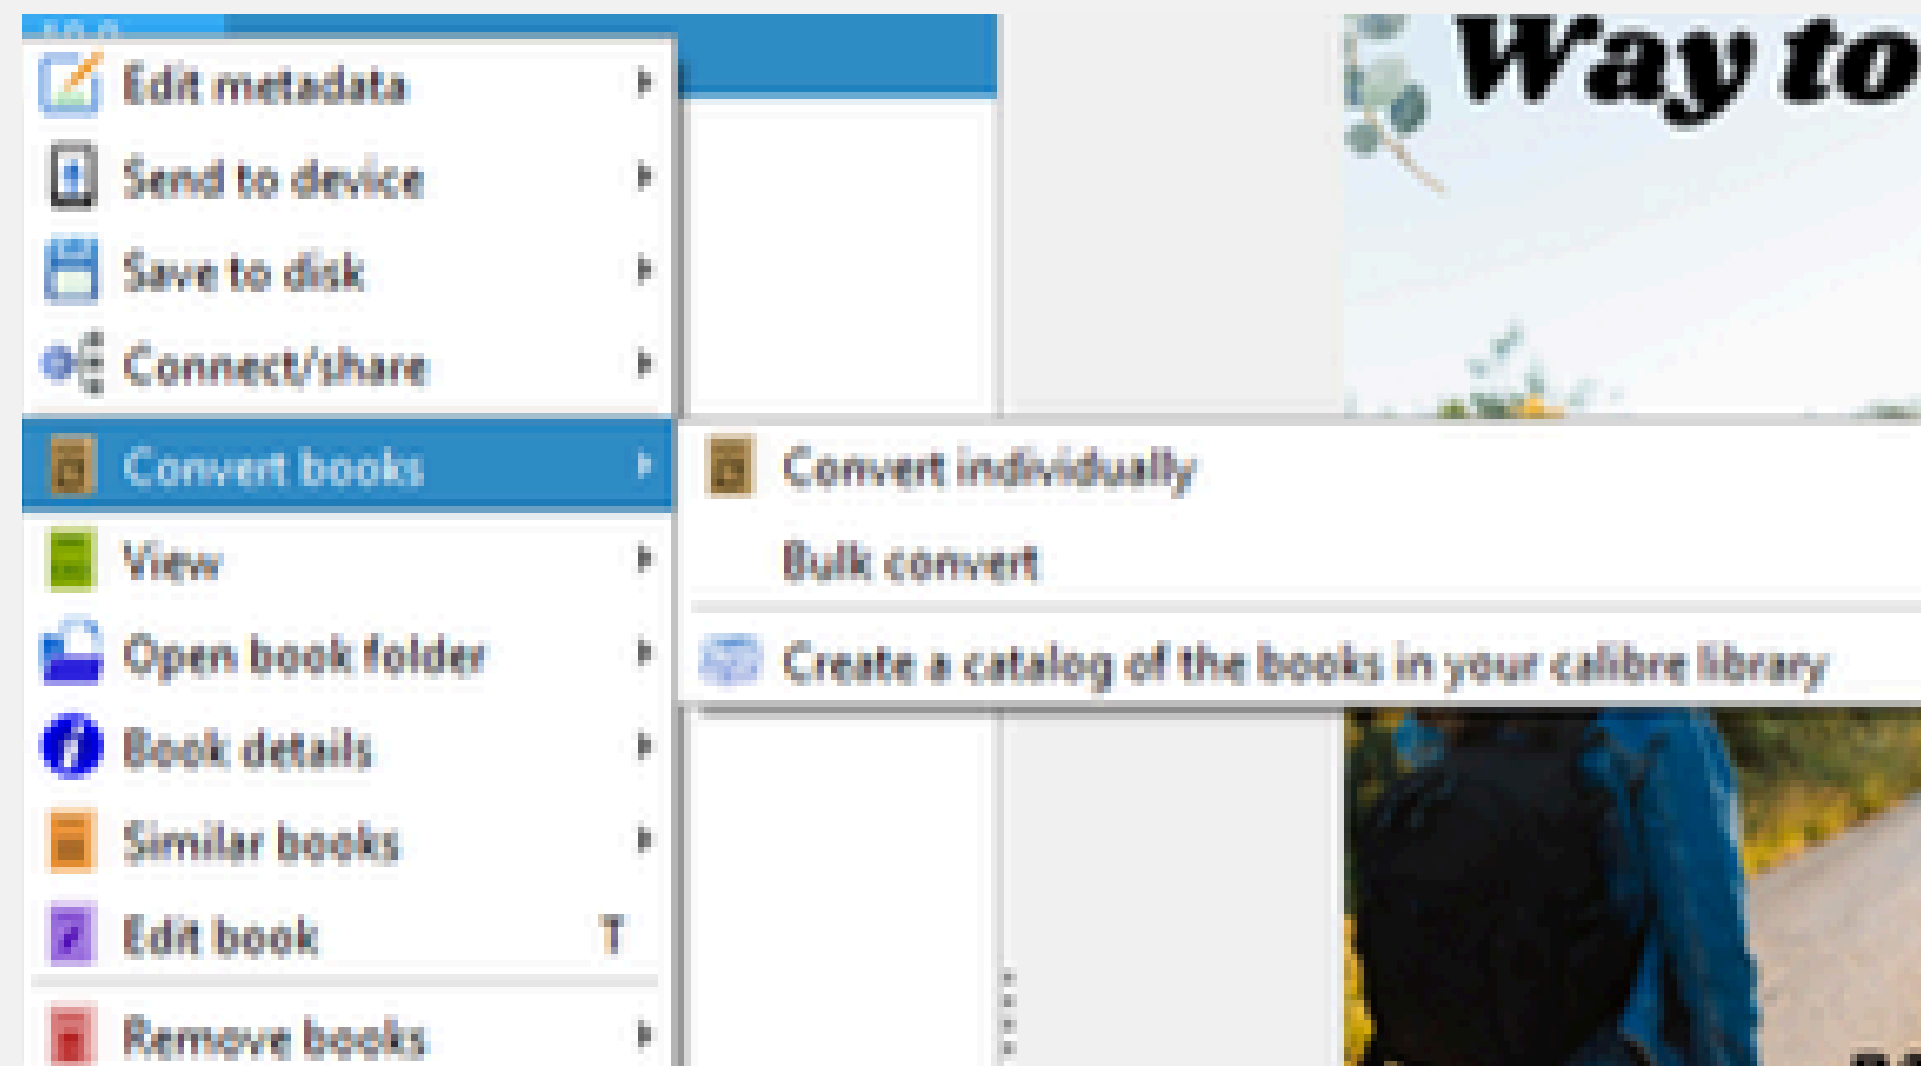 Way to
Edit metadata
Send to device
Save to disk
Connect/share
Convert books
Convert individually
View
Bulk convert
Open book folder
Create a catalog of the books in your calibre library
Book details
Similar books
Edit book T
Remove books